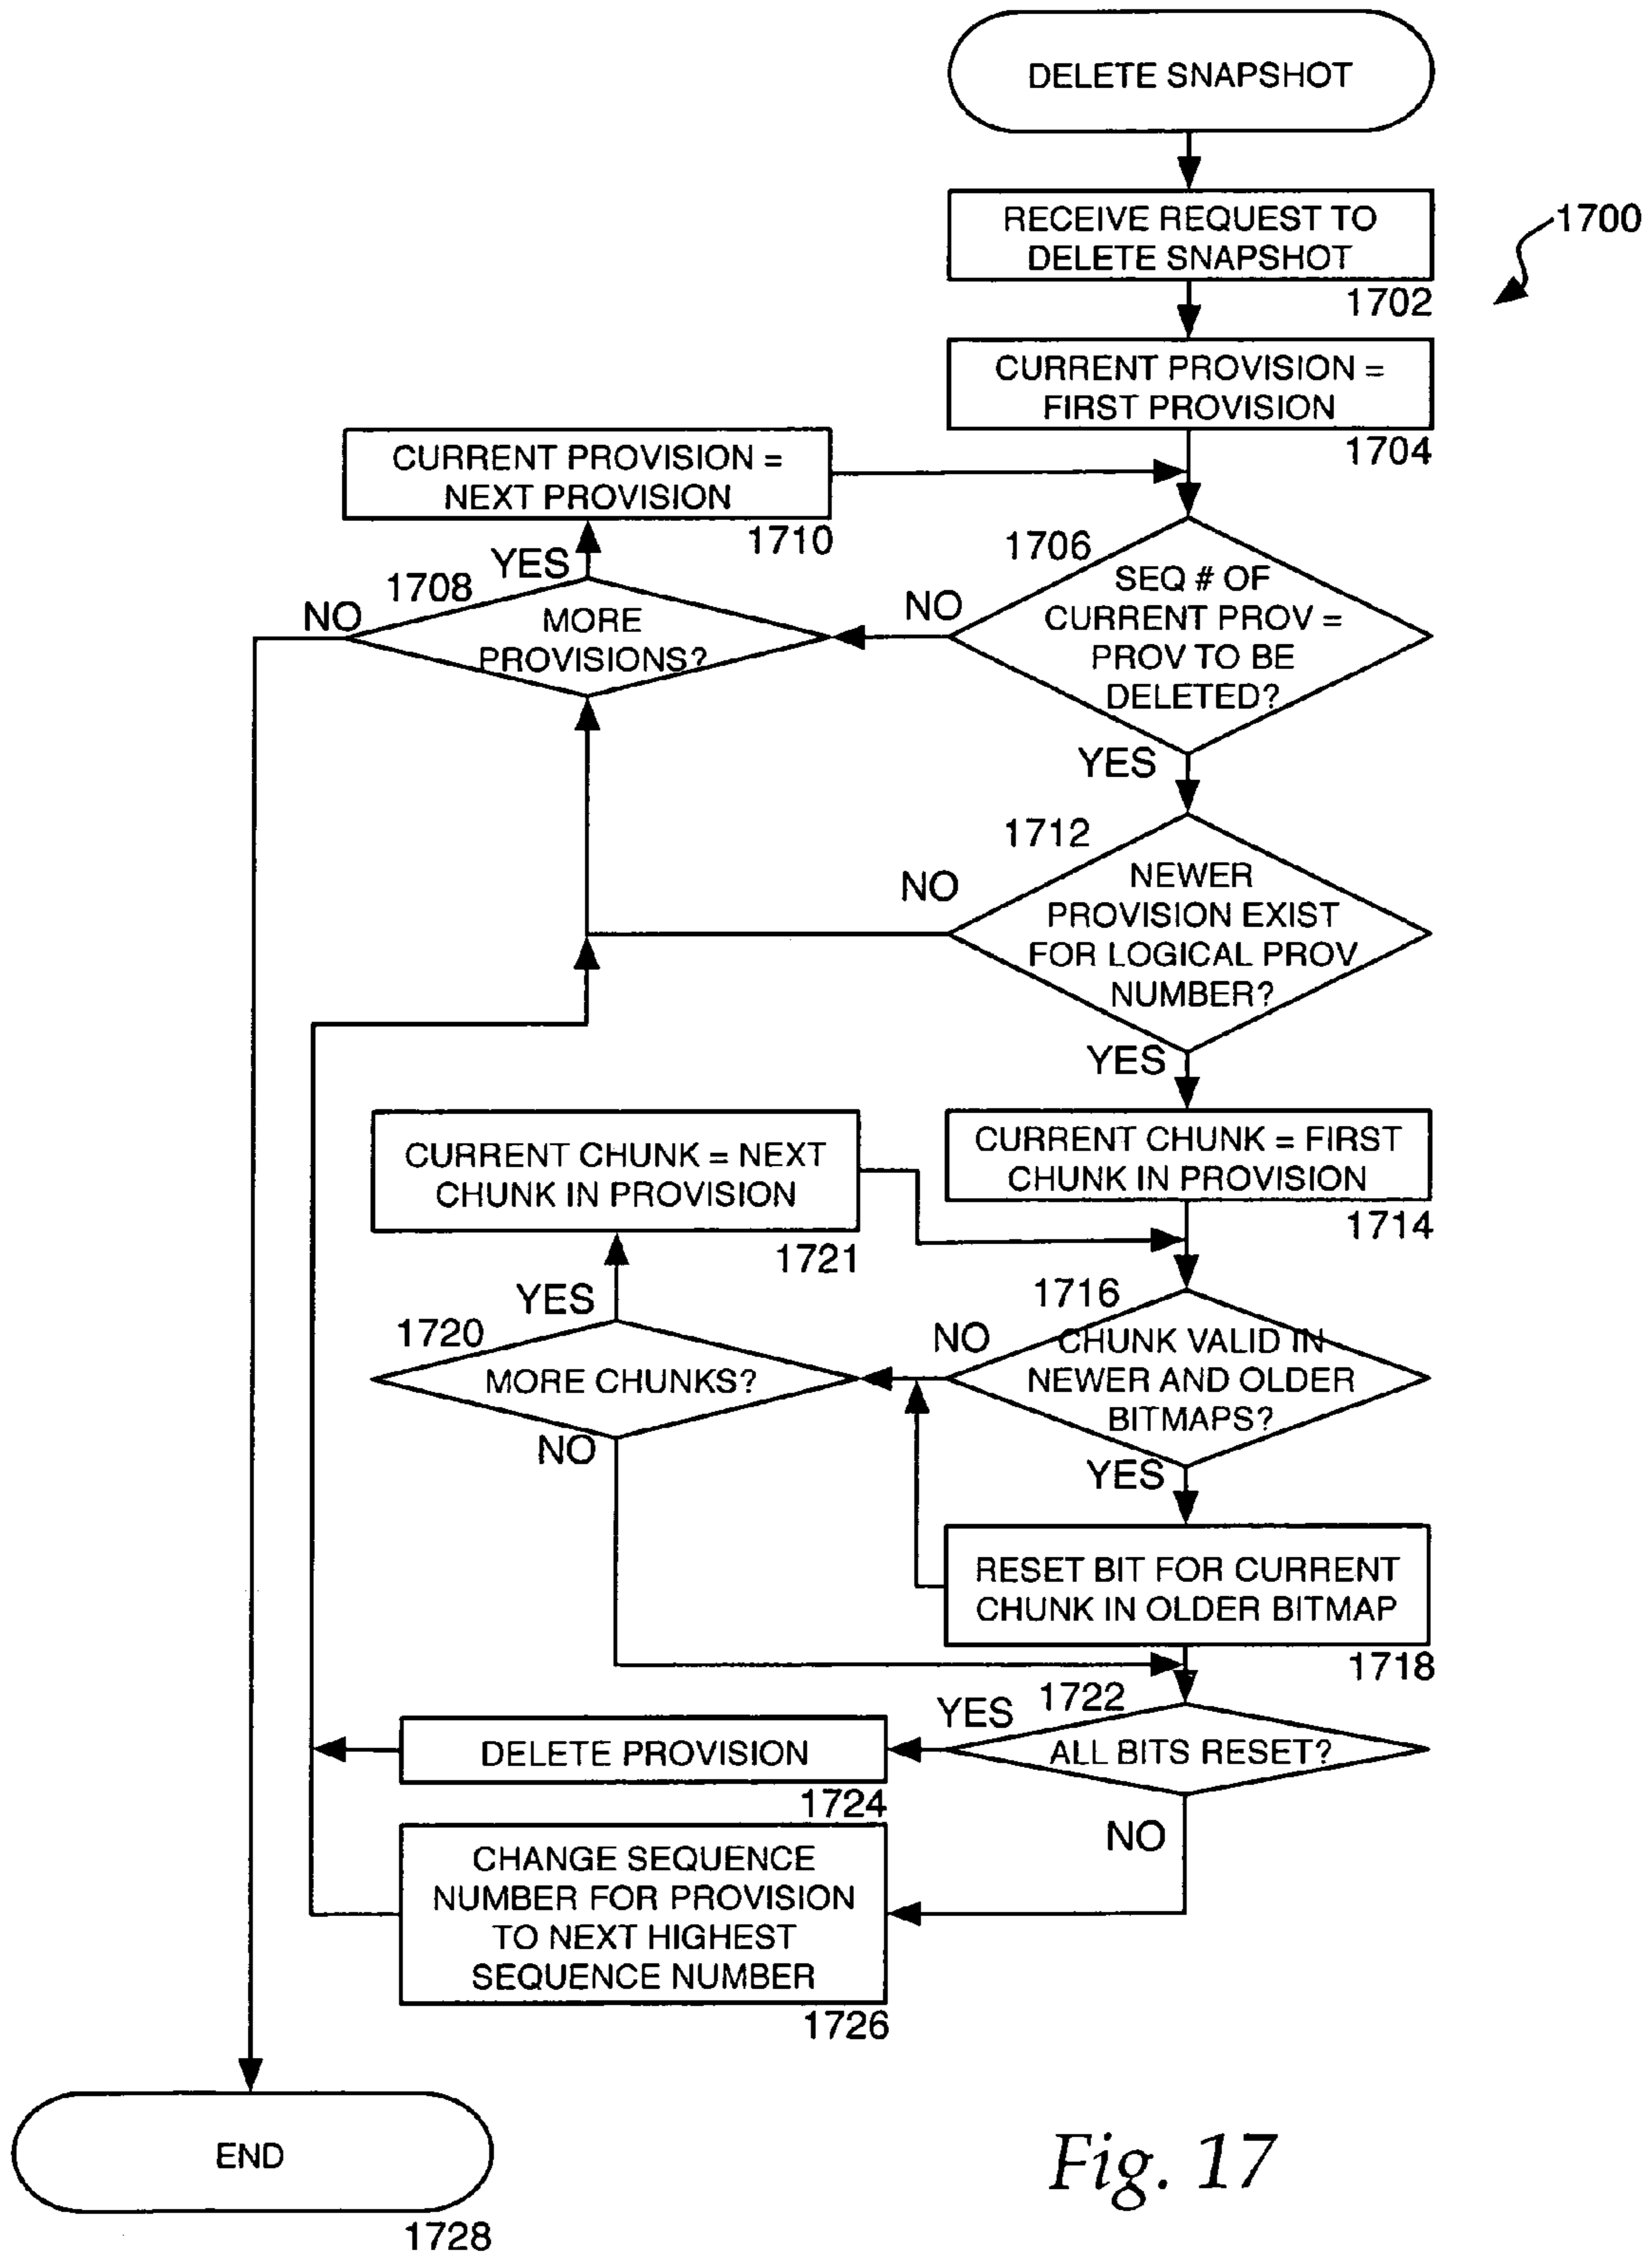 DELETE SNAPSHOT
RECEIVE REQUEST TO
DELETE SNAPSHOT
1702
1700
CURRENT PROVISION =
FIRST PROVISION
1704
CURRENT PROVISION =
NEXT PROVISION
1710
1706
SEQ # OF
CURRENT PROV =
PROV TO BE
DELETED?
NO
YES
1708
YES
NO
MORE
PROVISIONS?
1712
NEWER
PROVISION EXIST
FOR LOGICAL PROV
NUMBER?
NO
YES
CURRENT CHUNK = FIRST
CHUNK IN PROVISION
1714
CURRENT CHUNK = NEXT
CHUNK IN PROVISION
1721
1716
CHUNK VALID IN
NEWER AND OLDER
BITMAPS?
NO
YES
1720
YES
MORE CHUNKS?
NO
RESET BIT FOR CURRENT
CHUNK IN OLDER BITMAP
1718
1722
ALL BITS RESET?
YES
NO
DELETE PROVISION
1724
CHANGE SEQUENCE
NUMBER FOR PROVISION
TO NEXT HIGHEST
SEQUENCE NUMBER
1726
END
1728
Fig. 17